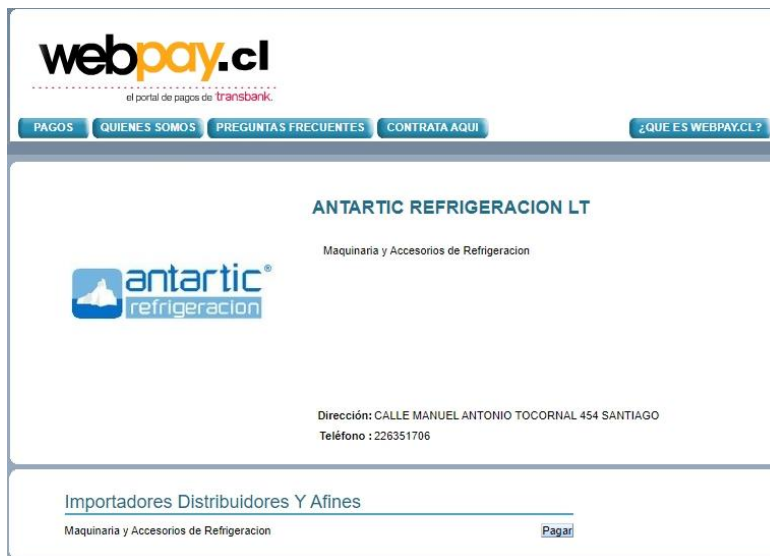 webpay.cl
el portal de pagos de transbank.
PAGOS QUIENES SOMOS PREGUNTAS FRECUENTES CONTRATA AQUI ¿QUE ES WEBPAY.CL?
ANTARTIC REFRIGERACION LT
Maquinaria y Accesorios de Refrigeracion
antartic®
refrigeracion
Dirección: CALLE MANUEL ANTONIO TOCORNAL 454 SANTIAGO
Teléfono : 226351706
Importadores Distribuidores Y Afines
Maquinaria y Accesorios de Refrigeracion Pagar